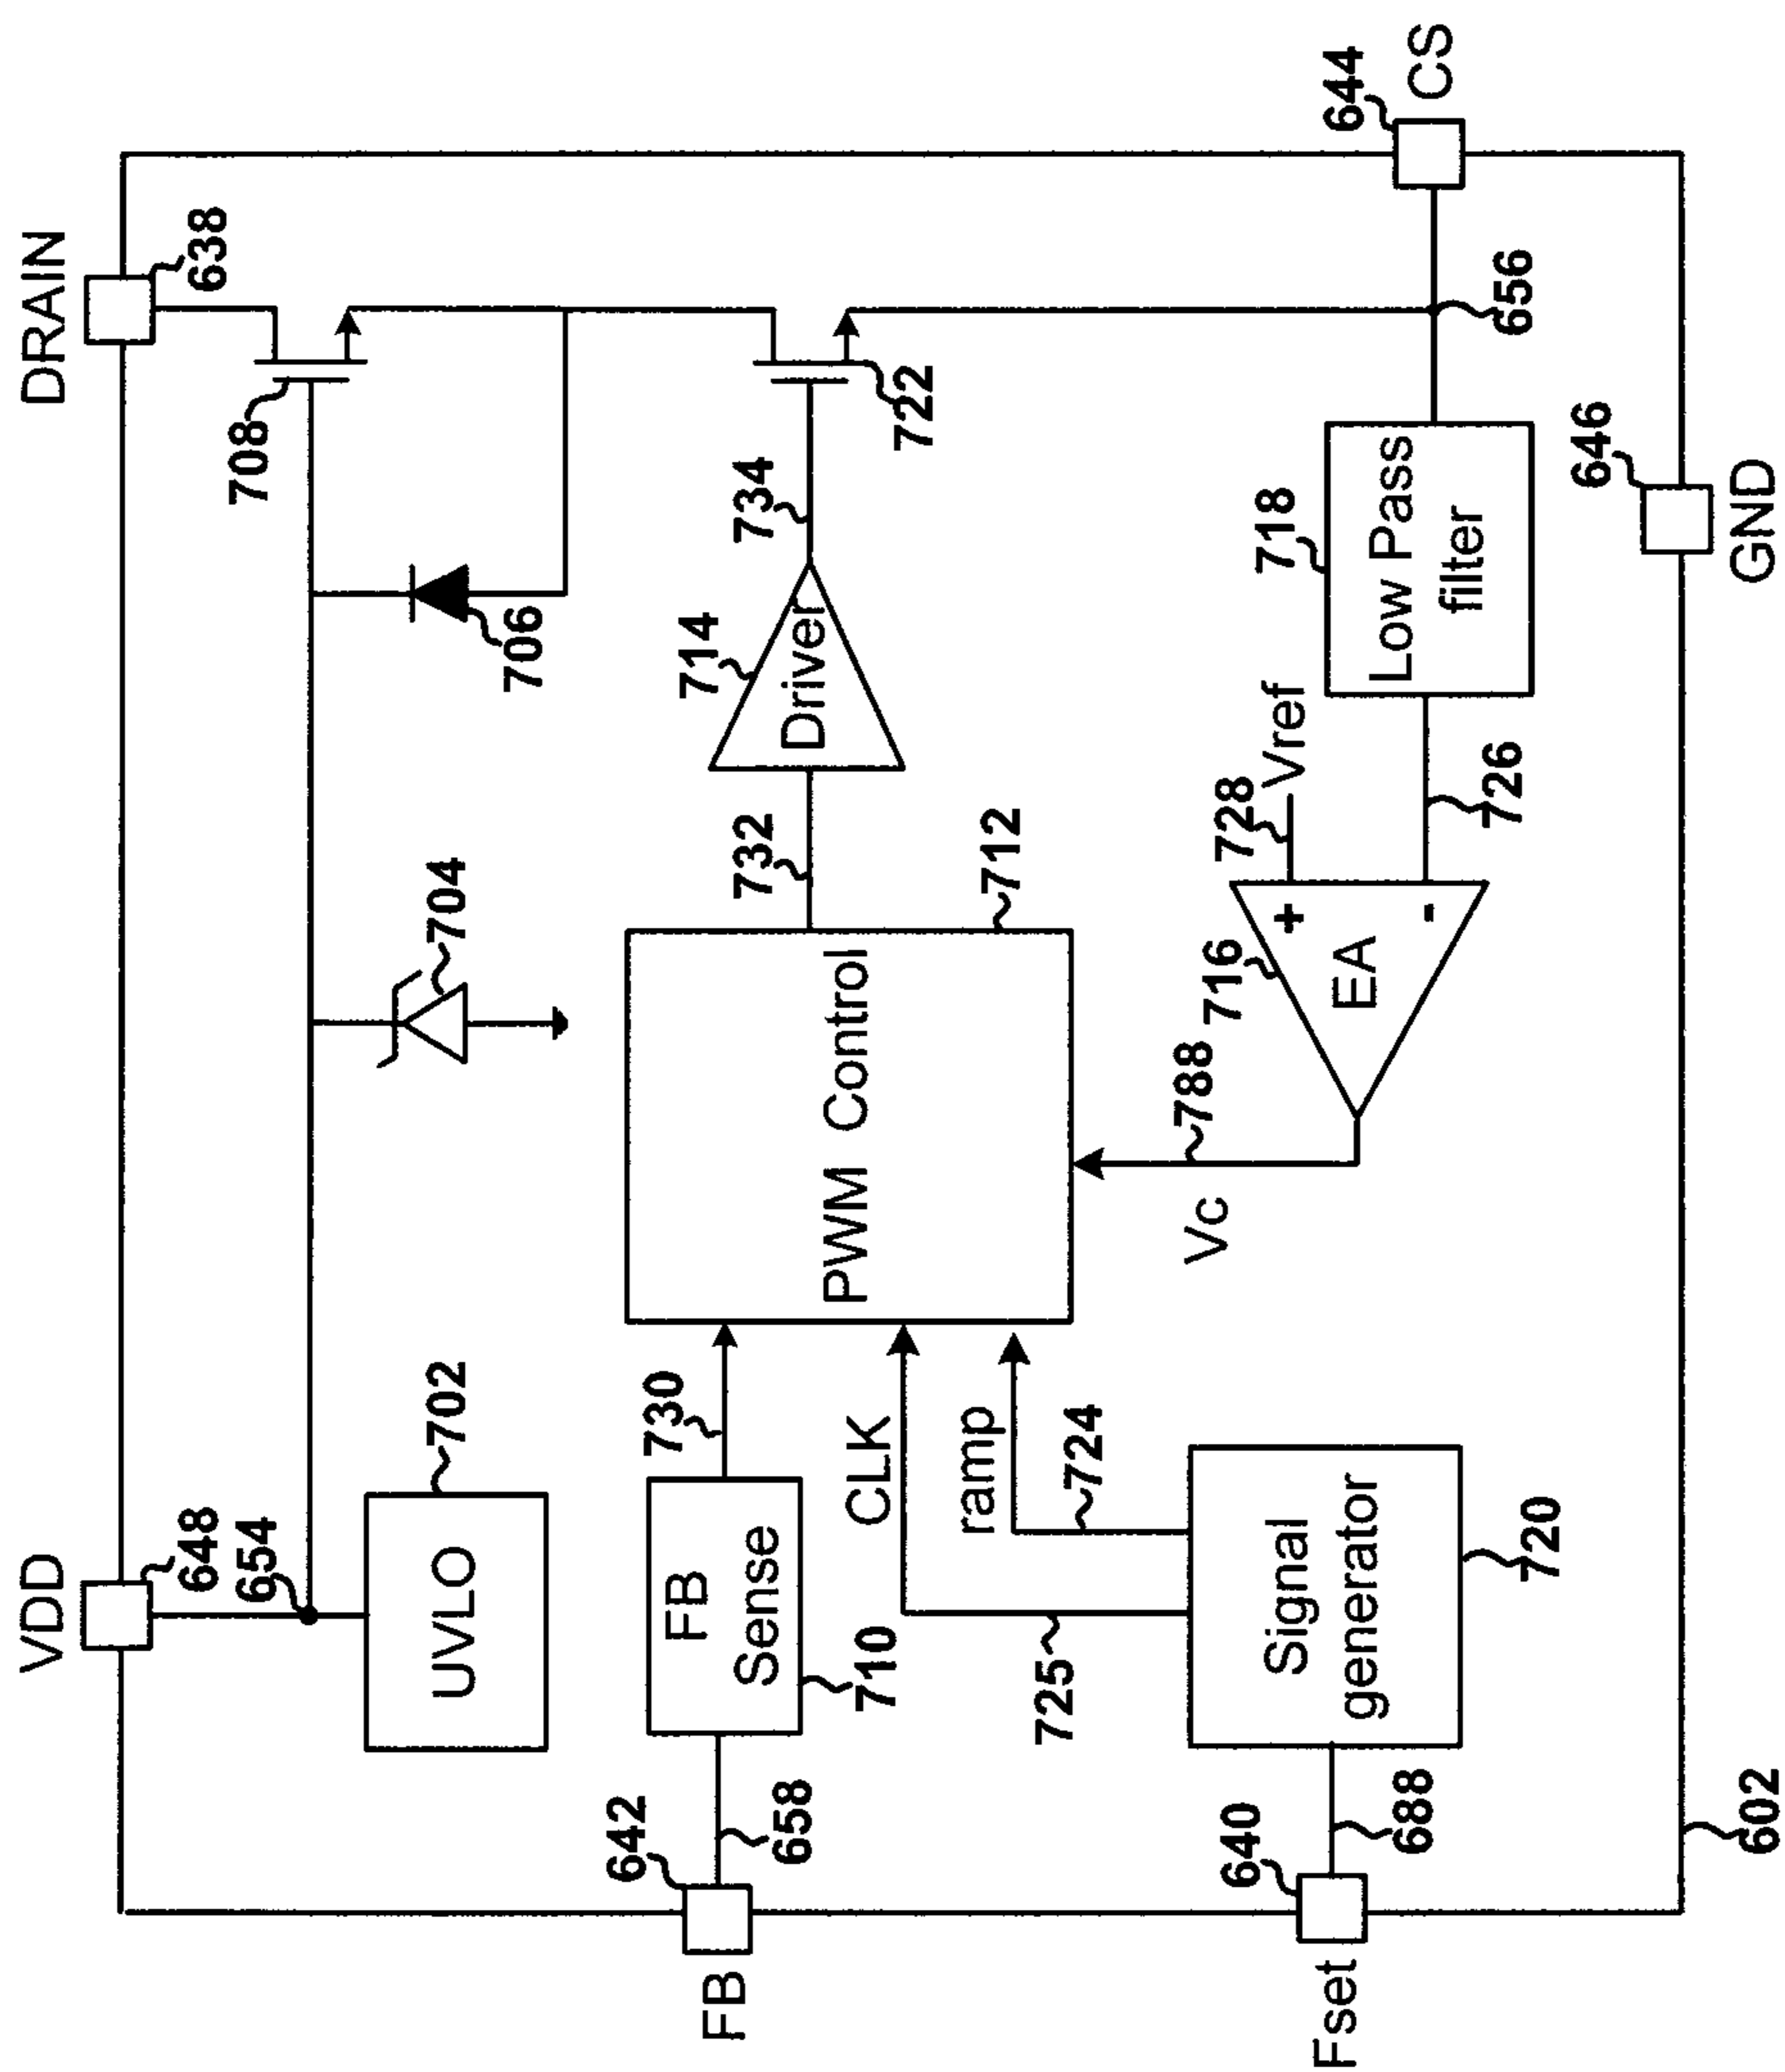 VDD
DRAIN
648
638
654
708
UVLO
702
704
706
642
FB
658
FB
Sense
710
730
PWM Control
732
714
Driver
734
722
712
CLK
725
ramp
724
Vc
788
716
EA
+
-
728
Vref
726
718
Low Pass
filter
656
644
CS
640
Fset
688
Signal
generator
720
602
646
GND